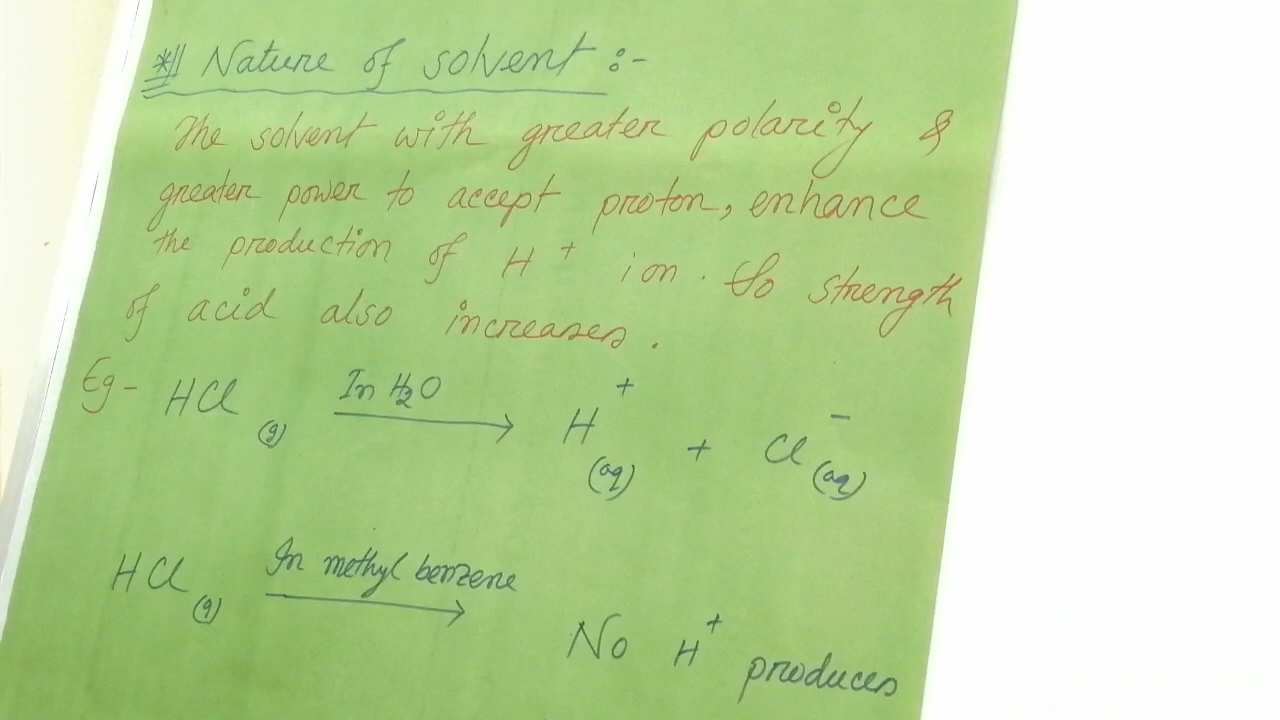 *// Nature of solvent :-
The solvent with greater polarity &
greater power to accept proton, enhance
the production of H⁺ ion. So strength
of acid also increases.
Eg- HCl (g) In H₂O → H⁺ (aq) + Cl⁻ (aq)
HCl (g) In methyl benzene → No H⁺ produces